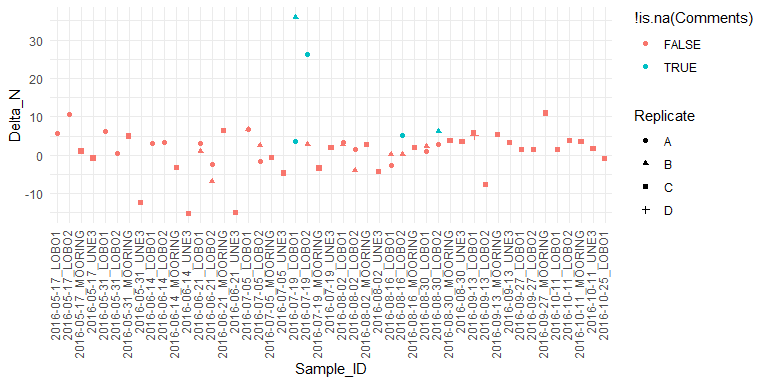 30
20
10
0
-10
Delta_N
2016-05-17_LOBO1
2016-05-17_LOBO2
2016-05-17_MOORING
2016-05-17_UNE3
2016-05-31_LOBO1
2016-05-31_LOBO2
2016-05-31_MOORING
2016-05-31_UNE3
2016-06-14_LOBO1
2016-06-14_LOBO2
2016-06-14_MOORING
2016-06-14_UNE3
2016-06-21_LOBO1
2016-06-21_LOBO2
2016-06-21_MOORING
2016-06-21_UNE3
2016-07-05_LOBO1
2016-07-05_LOBO2
2016-07-05_MOORING
2016-07-05_UNE3
2016-07-19_LOBO1
2016-07-19_LOBO2
2016-07-19_MOORING
2016-07-19_UNE3
2016-08-02_LOBO1
2016-08-02_LOBO2
2016-08-02_MOORING
2016-08-02_UNE3
2016-08-16_LOBO1
2016-08-16_LOBO2
2016-08-16_MOORING
2016-08-30_LOBO1
2016-08-30_LOBO2
2016-08-30_MOORING
2016-08-30_UNE3
2016-09-13_LOBO1
2016-09-13_LOBO2
2016-09-13_MOORING
2016-09-13_UNE3
2016-09-27_LOBO1
2016-09-27_LOBO2
2016-09-27_MOORING
2016-10-11_LOBO1
2016-10-11_LOBO2
2016-10-11_MOORING
2016-10-11_UNE3
2016-10-25_LOBO1
Sample_ID
!is.na(Comments)
FALSE
TRUE
Replicate
A
B
C
D